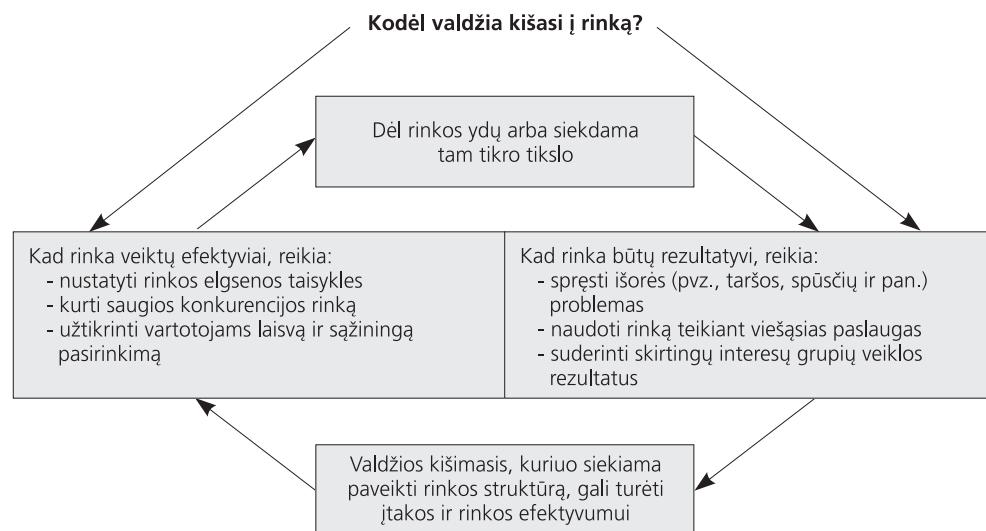 Kodėl valdžia kišasi į rinką?
Dėl rinkos ydų arba siekdama
tam tikro tikslo
Kad rinka veiktų efektyviai, reikia:
- nustatyti rinkos elgsenos taisykles
- kurti saugios konkurencijos rinką
- užtikrinti vartotojams laisvą ir sąžiningą
pasirinkimą
Kad rinka būtų rezultatyvi, reikia:
- spręsti išorės (pvz., taršos, spūsčių ir pan.)
problemas
- naudoti rinką teikiant viešąsias paslaugas
- suderinti skirtingų interesų grupių veiklos
rezultatus
Valdžios kišimasis, kuriuo siekiama
paveikti rinkos struktūrą, gali turėti
įtakos ir rinkos efektyvumui